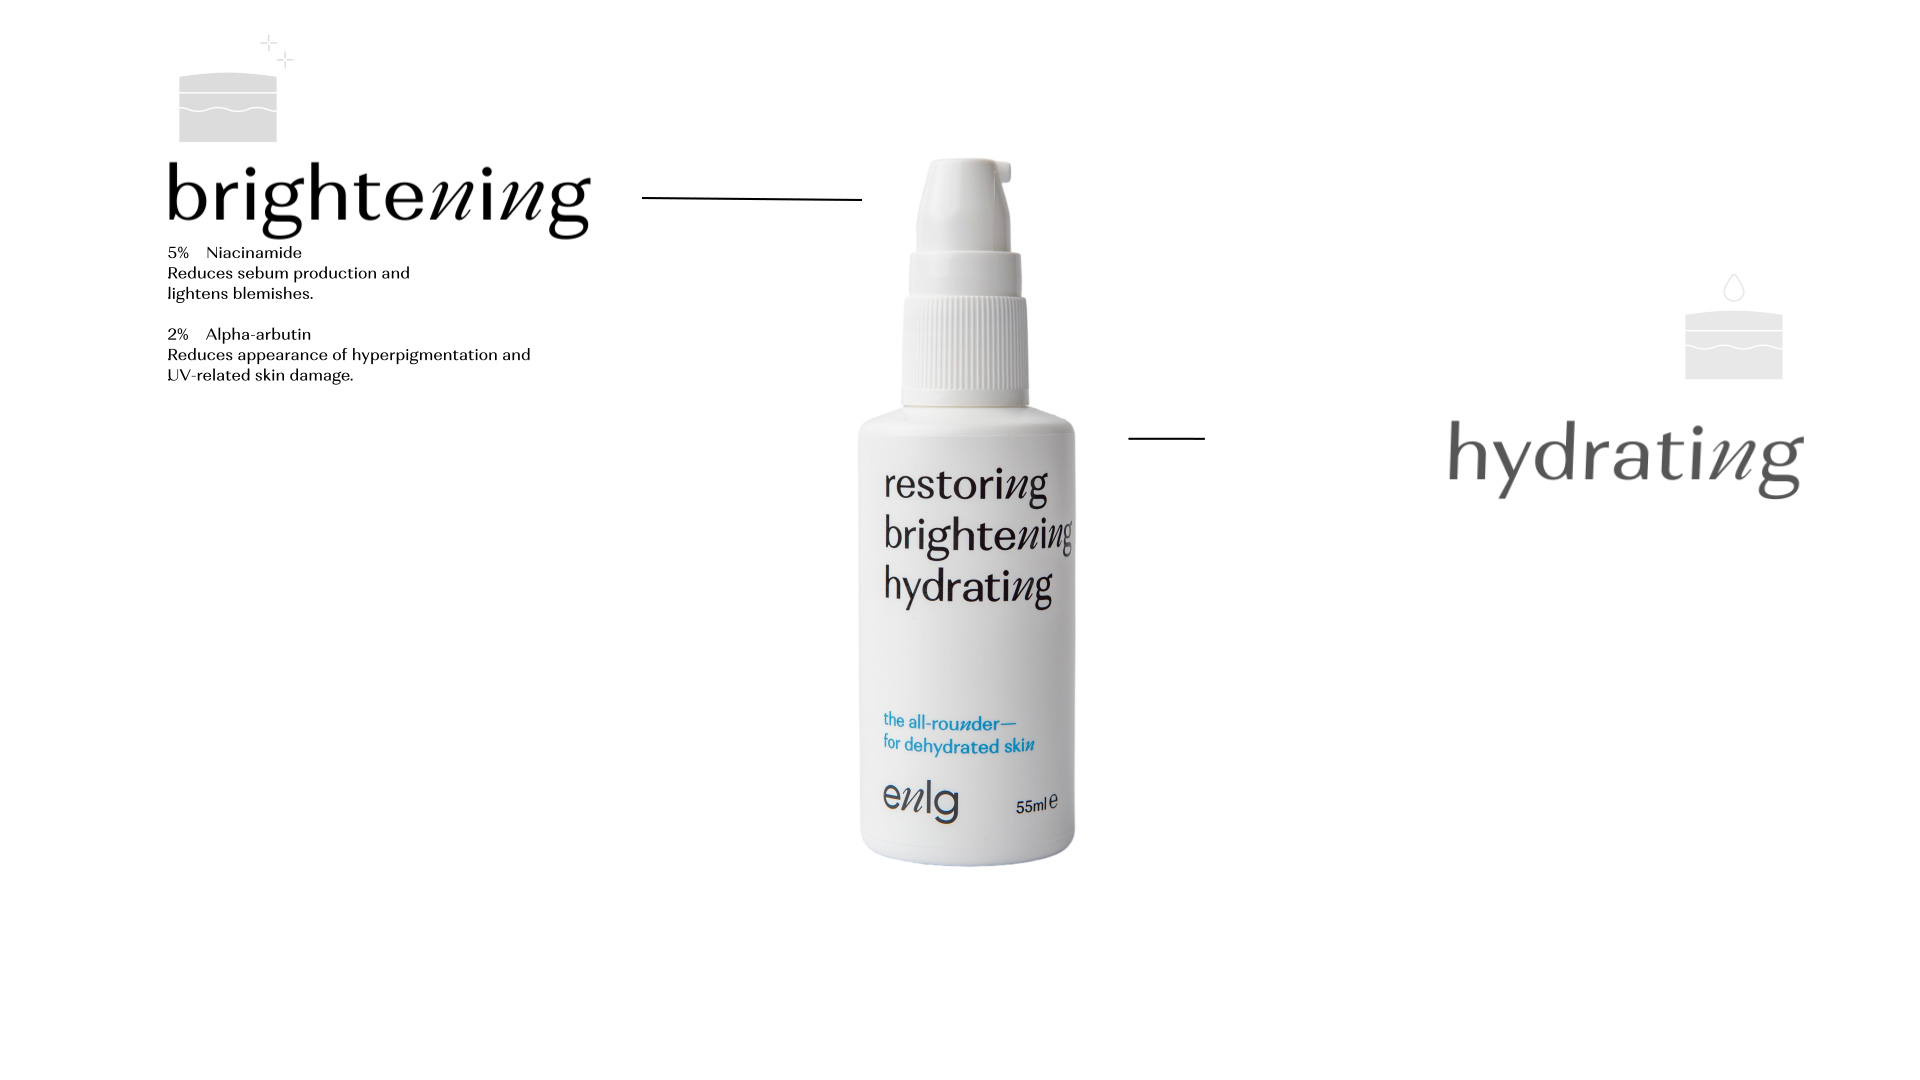 brightening
5% Niacinamide
Reduces sebum production and
lightens blemishes.
2% Alpha-arbutin
Reduces appearance of hyperpigmentation and
UV-related skin damage.
hydrating
restoring
brightening
hydrating
the all-rounder—
for dehydrated skin
enlg
55ml ℮